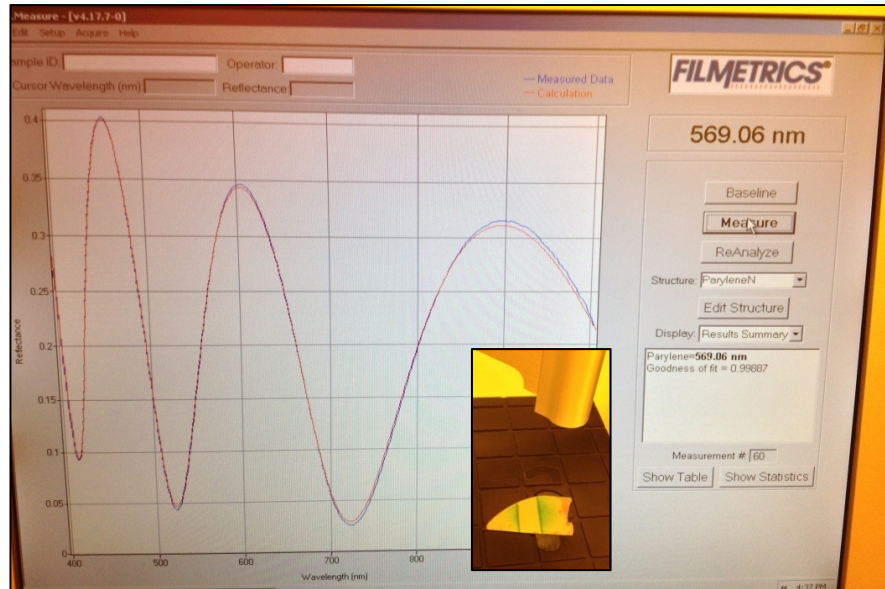 Measure - [v4.17.7-0]
Edit Setup Acquire Help
ample ID: Operator:
Cursor Wavelength (nm) Reflectance:
Measured Data
Calculation
FILMETRICS®
569.06 nm
Baseline
Measure
ReAnalyze
Structure: ParyleneN
Edit Structure
Display: Results Summary
Parylene=569.06 nm
Goodness of fit = 0.99887
Measurement #: 60
Show Table Show Statistics
0.4
0.35
0.3
0.25
0.2
0.15
0.1
0.05
0
Reflectance
400 500 600 700 800
Wavelength (nm)
4:37 PM